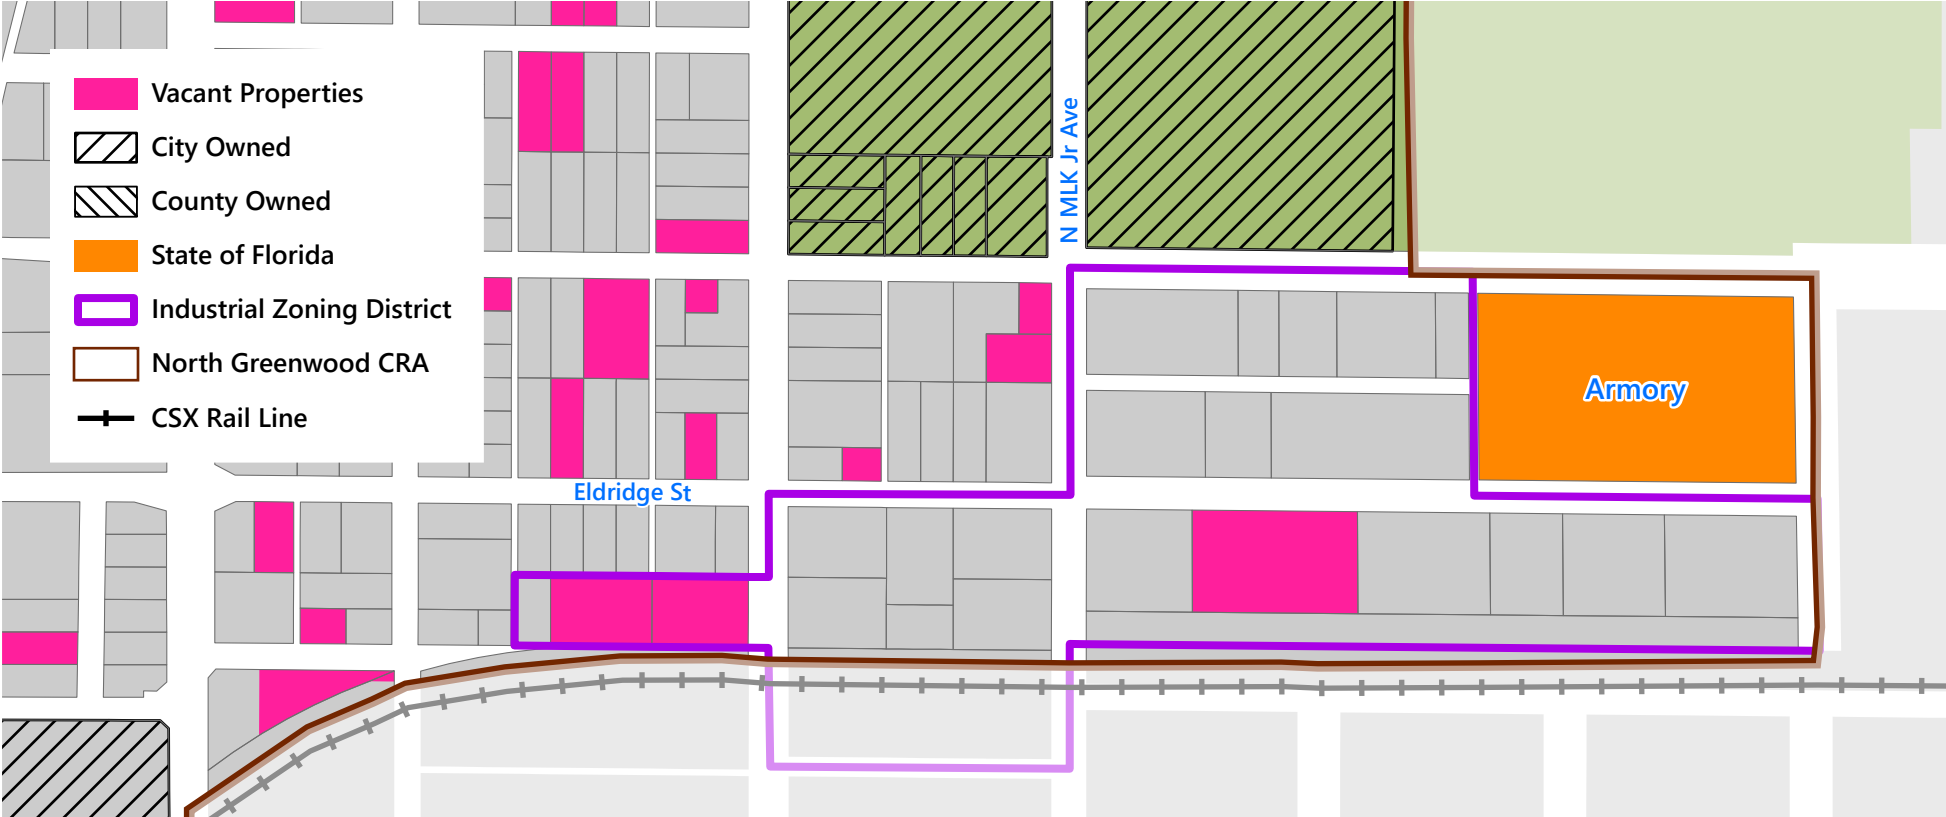 Vacant Properties
City Owned
County Owned
State of Florida
Industrial Zoning District
North Greenwood CRA
CSX Rail Line
N MLK Jr Ave
Armory
Eldridge St